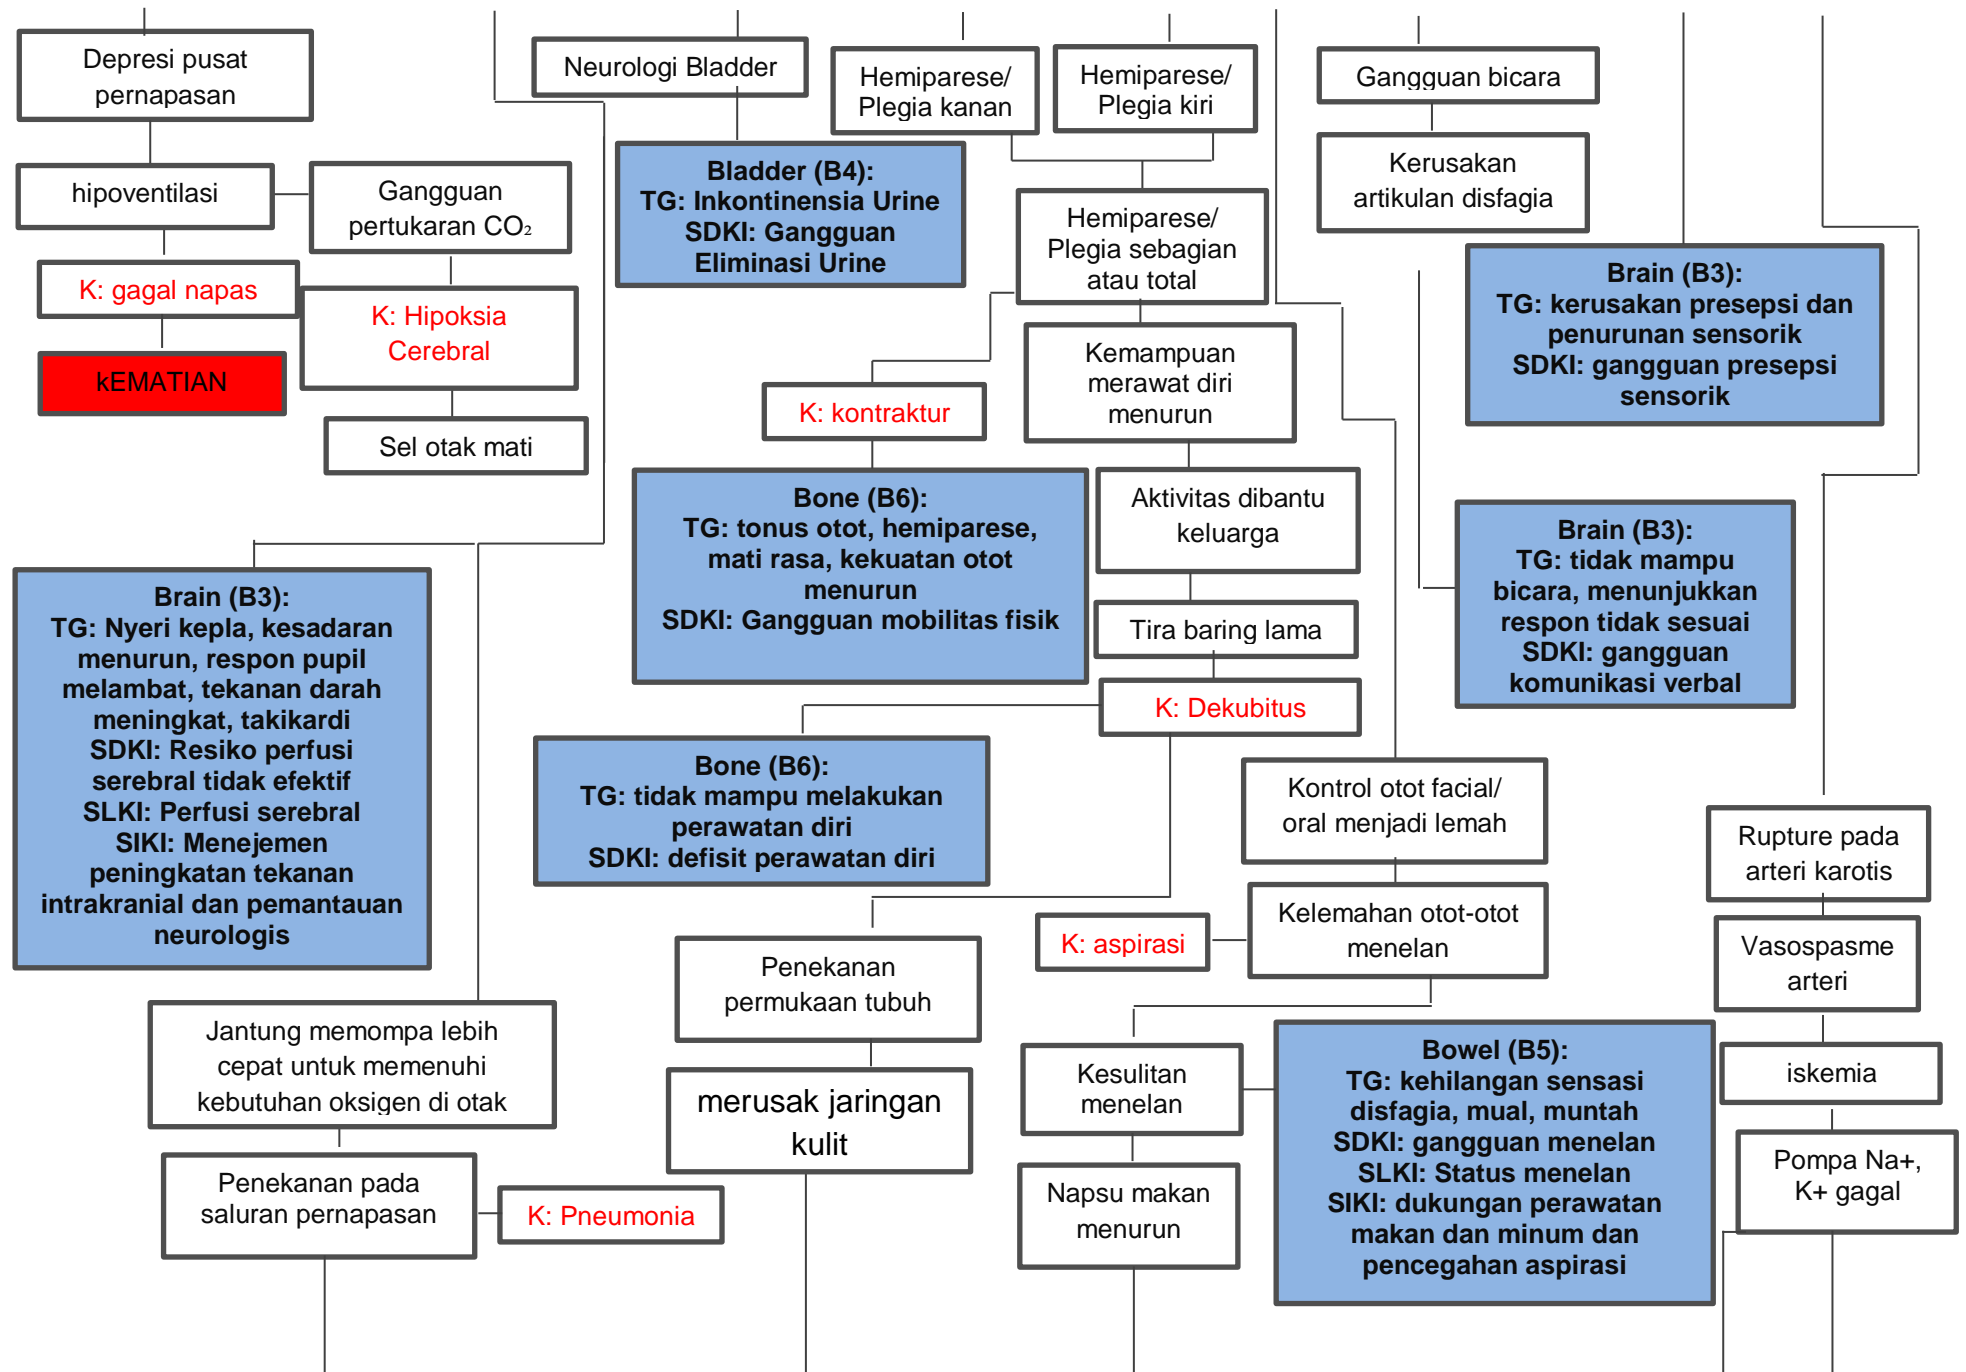 Depresi pusat
pernapasan
Neurologi Bladder
Hemiparese/
Plegia kanan
Hemiparese/
Plegia kiri
Gangguan bicara
hipoventilasi
Gangguan
pertukaran CO₂
Bladder (B4):
TG: Inkontinensia Urine
SDKI: Gangguan
Eliminasi Urine
Hemiparese/
Plegia sebagian
atau total
Kerusakan
artikulan disfagia
K: gagal napas
K: Hipoksia
Cerebral
kEMATIAN
Sel otak mati
K: kontraktur
Kemampuan
merawat diri
menurun
Brain (B3):
TG: kerusakan presepsi dan
penurunan sensorik
SDKI: gangguan presepsi
sensorik
Bone (B6):
TG: tonus otot, hemiparese,
mati rasa, kekuatan otot
menurun
SDKI: Gangguan mobilitas fisik
Aktivitas dibantu
keluarga
Tira baring lama
K: Dekubitus
Brain (B3):
TG: tidak mampu
bicara, menunjukkan
respon tidak sesuai
SDKI: gangguan
komunikasi verbal
Brain (B3):
TG: Nyeri kepla, kesadaran
menurun, respon pupil
melambat, tekanan darah
meningkat, takikardi
SDKI: Resiko perfusi
serebral tidak efektif
SLKI: Perfusi serebral
SIKI: Menejemen
peningkatan tekanan
intrakranial dan pemantauan
neurologis
Bone (B6):
TG: tidak mampu melakukan
perawatan diri
SDKI: defisit perawatan diri
Kontrol otot facial/
oral menjadi lemah
Rupture pada
arteri karotis
K: aspirasi
Kelemahan otot-otot
menelan
Vasospasme
arteri
Penekanan
permukaan tubuh
Jantung memompa lebih
cepat untuk memenuhi
kebutuhan oksigen di otak
merusak jaringan
kulit
Kesulitan
menelan
Bowel (B5):
TG: kehilangan sensasi
disfagia, mual, muntah
SDKI: gangguan menelan
SLKI: Status menelan
SIKI: dukungan perawatan
makan dan minum dan
pencegahan aspirasi
iskemia
Penekanan pada
saluran pernapasan
K: Pneumonia
Napsu makan
menurun
Pompa Na+,
K+ gagal